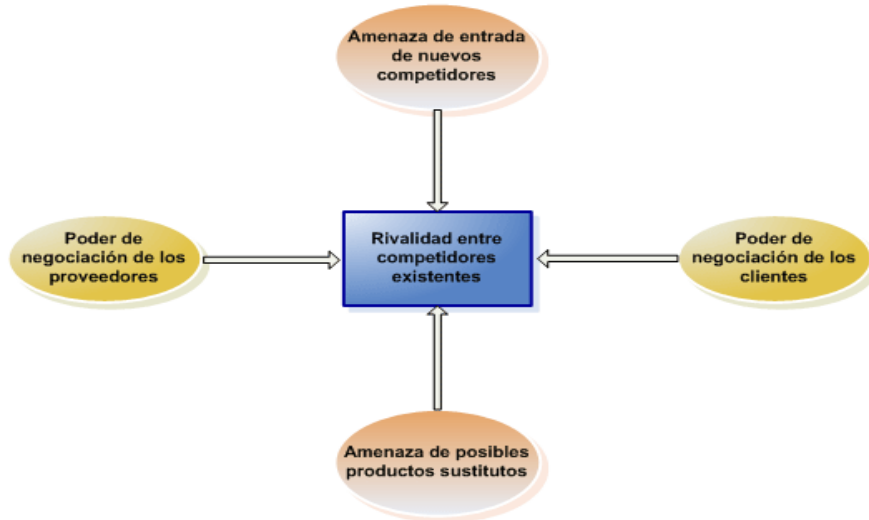 Amenaza de entrada
de nuevos
competidores
Poder de
negociación de los
proveedores
Rivalidad entre
competidores
existentes
Poder de
negociación de los
clientes
Amenaza de posibles
productos sustitutos